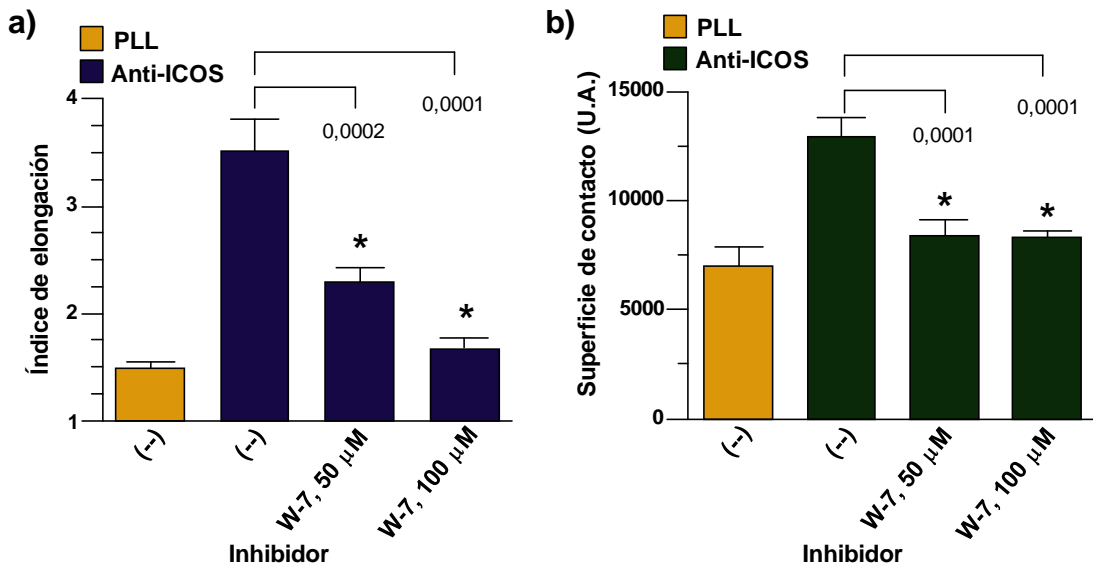 a)
PLL
Anti-ICOS
0,0001
0,0002
Índice de elongación
4
3
2
1
*
*
(--)
(--)
W-7, 50 μM
W-7, 100 μM
Inhibidor
b)
PLL
Anti-ICOS
0,0001
0,0001
Superficie de contacto (U.A.)
15000
10000
5000
0
*
*
(--)
(--)
W-7, 50 μM
W-7, 100 μM
Inhibidor